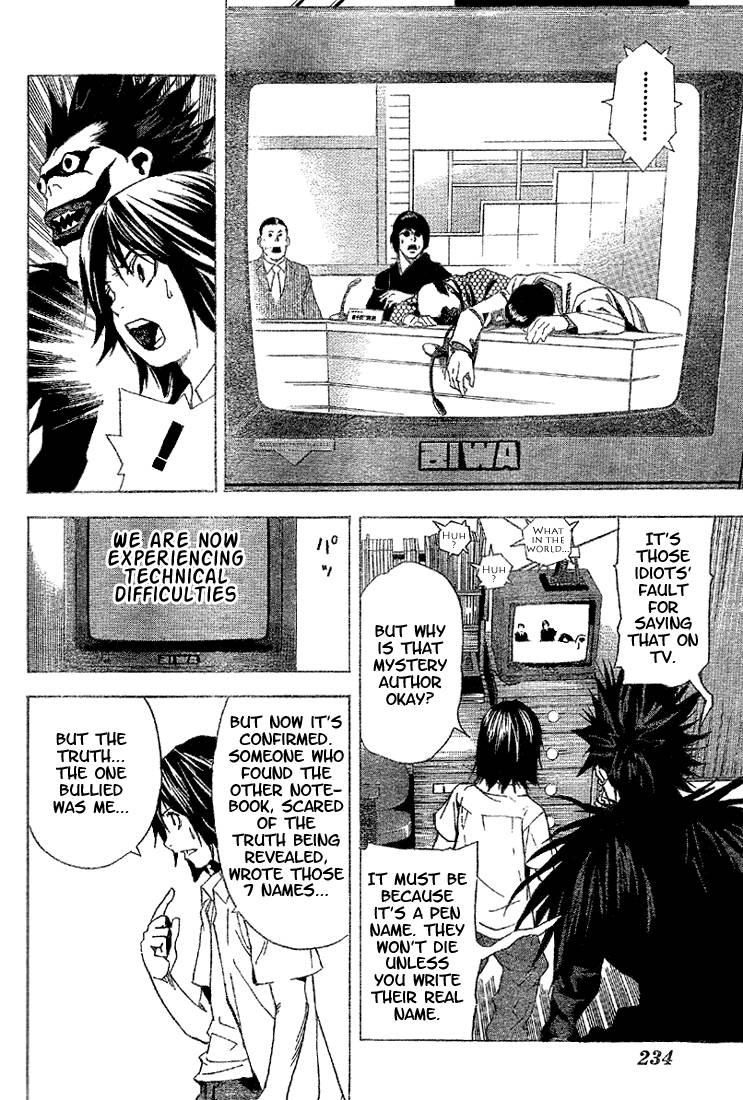 ........
!
AIWA
IT'S
THOSE
IDIOTS'
FAULT
FOR
SAYING
THAT ON
TV.
WHAT
IN THE
WORLD...
HUH
?
HUH
?
BUT WHY
IS THAT
MYSTERY
AUTHOR
OKAY?
IT MUST BE
BECAUSE
IT'S A PEN
NAME. THEY
WON'T DIE
UNLESS
YOU WRITE
THEIR REAL
NAME.
WE ARE NOW
EXPERIENCING
TECHNICAL
DIFFICULTIES
AIWA
BUT NOW IT'S
CONFIRMED.
SOMEONE WHO
FOUND THE
OTHER NOTE-
BOOK, SCARED
OF THE
TRUTH BEING
REVEALED,
WROTE THOSE
7 NAMES...
BUT THE
TRUTH...
THE ONE
BULLIED
WAS ME...
234